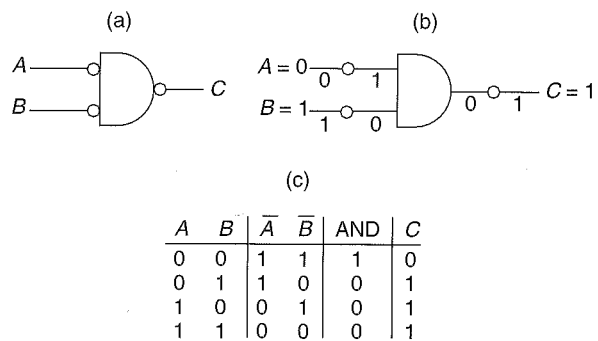 (a)
(b)
A
B
C
A = 0
0
1
B = 1
1
0
0
1
C = 1
(c)
A B A̅ B̅ AND C
0 0 1 1 1 0
0 1 1 0 0 1
1 0 0 1 0 1
1 1 0 0 0 1